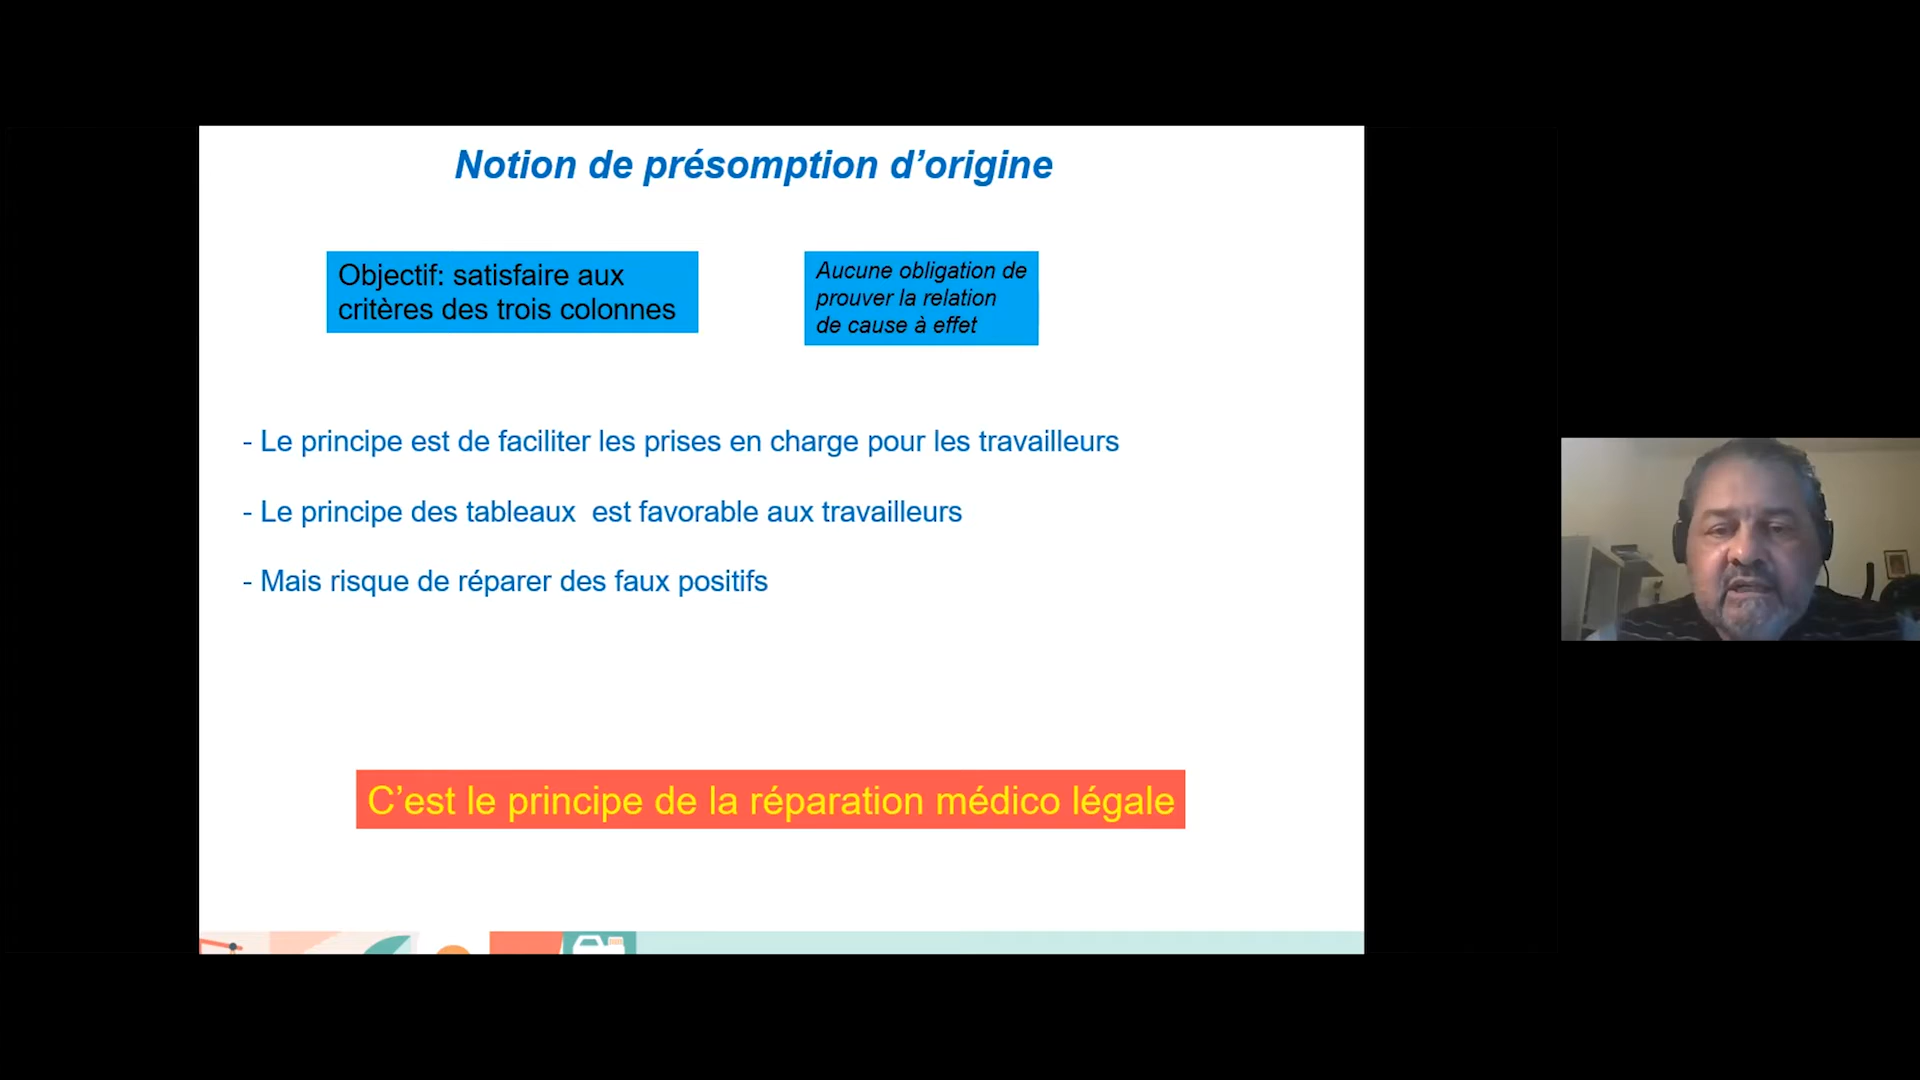 Notion de présomption d’origine
Objectif: satisfaire aux
critères des trois colonnes
Aucune obligation de
prouver la relation
de cause à effet
- Le principe est de faciliter les prises en charge pour les travailleurs
- Le principe des tableaux  est favorable aux travailleurs
- Mais risque de réparer des faux positifs
C’est le principe de la réparation médico légale